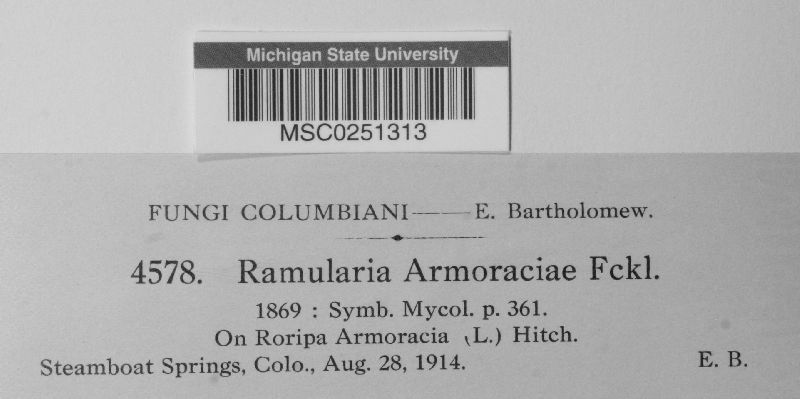 Michigan State University
MSC0251313
FUNGI COLUMBIANI——E. Bartholomew.
4578. Ramularia Armoraciae Fckl.
1869 : Symb. Mycol. p. 361.
On Roripa Armoracia (L.) Hitch.
Steamboat Springs, Colo., Aug. 28, 1914. E. B.